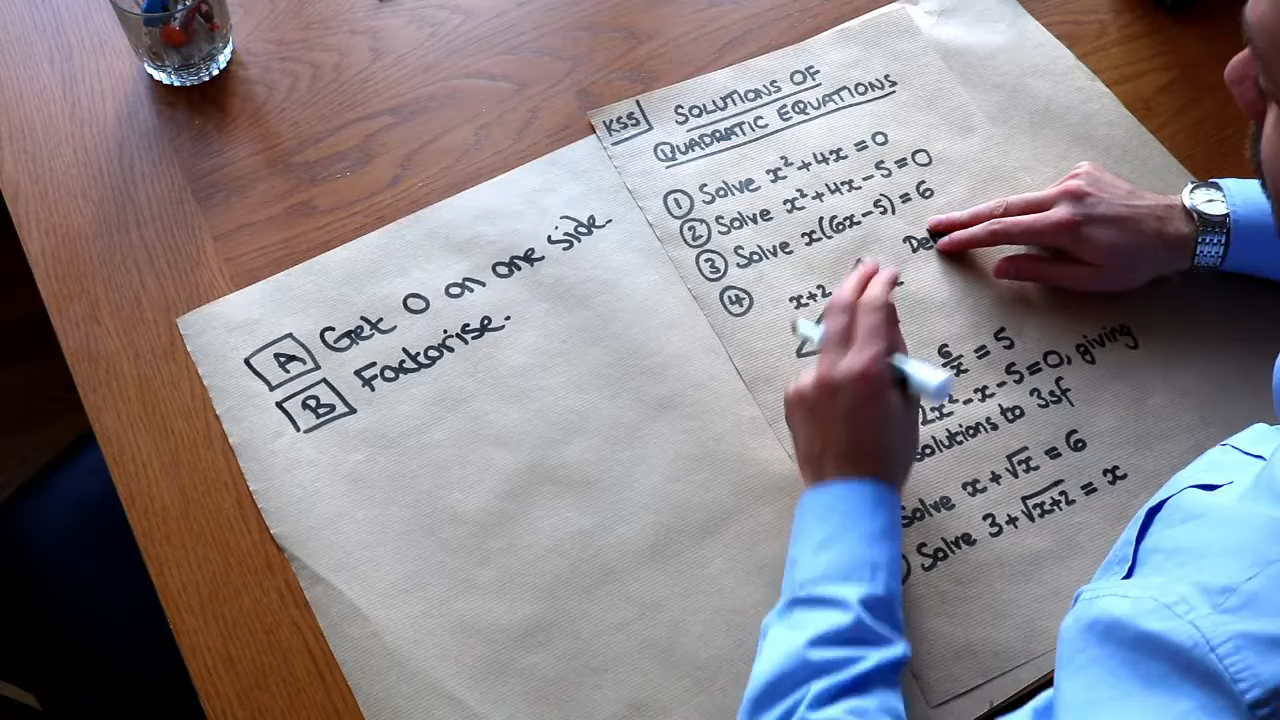 A Get 0 on one side.
B Factorise.
KS5 SOLUTIONS OF
QUADRATIC EQUATIONS
1 Solve x²+4x=0
2 Solve x²+4x-5=0
3 Solve x(6x-5)=6
4
x+2
6/x = 5
2x²-x-5=0, giving
solutions to 3sf
Solve x+√x = 6
Solve 3+√x+2 = x